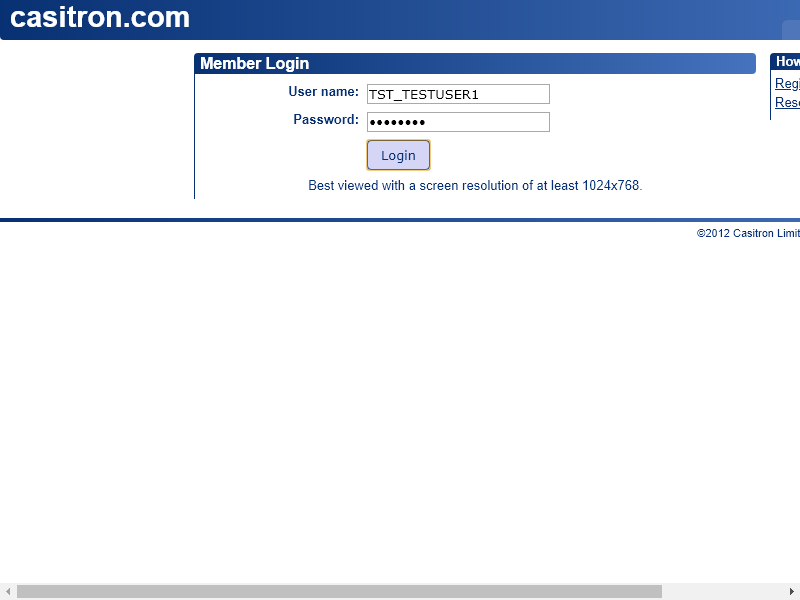 casitron.com
Member Login
How
User name: TST_TESTUSER1
Regi
Password: ••••••••
Rese
Login
Best viewed with a screen resolution of at least 1024x768.
©2012 Casitron Limit